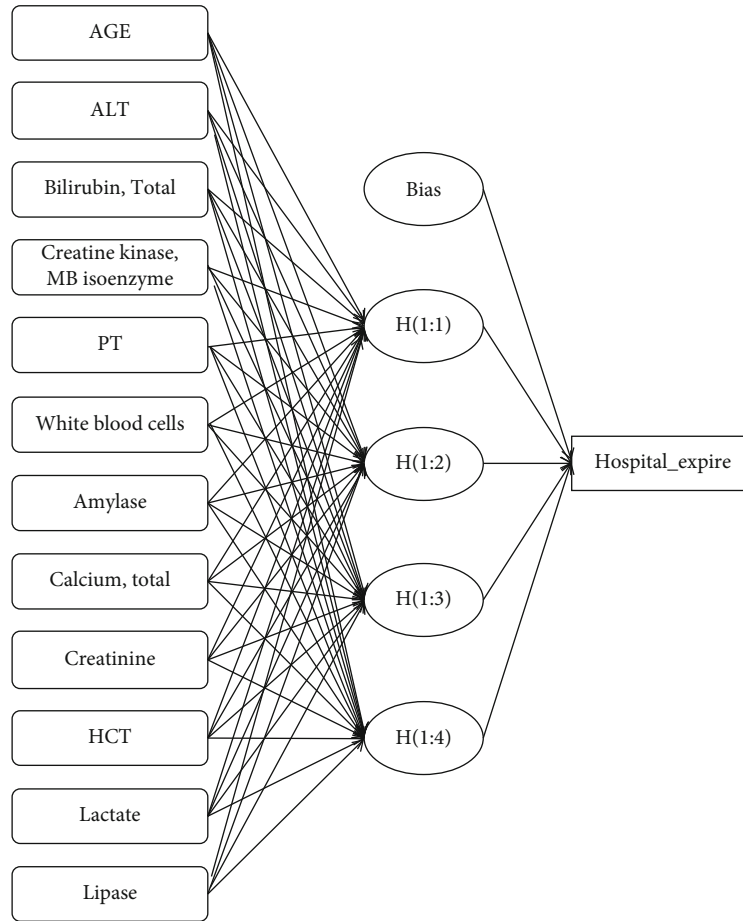 AGE
ALT
Bilirubin, Total
Creatine kinase,
MB isoenzyme
PT
White blood cells
Amylase
Calcium, total
Creatinine
HCT
Lactate
Lipase
Bias
H(1:1)
H(1:2)
H(1:3)
H(1:4)
Hospital_expire